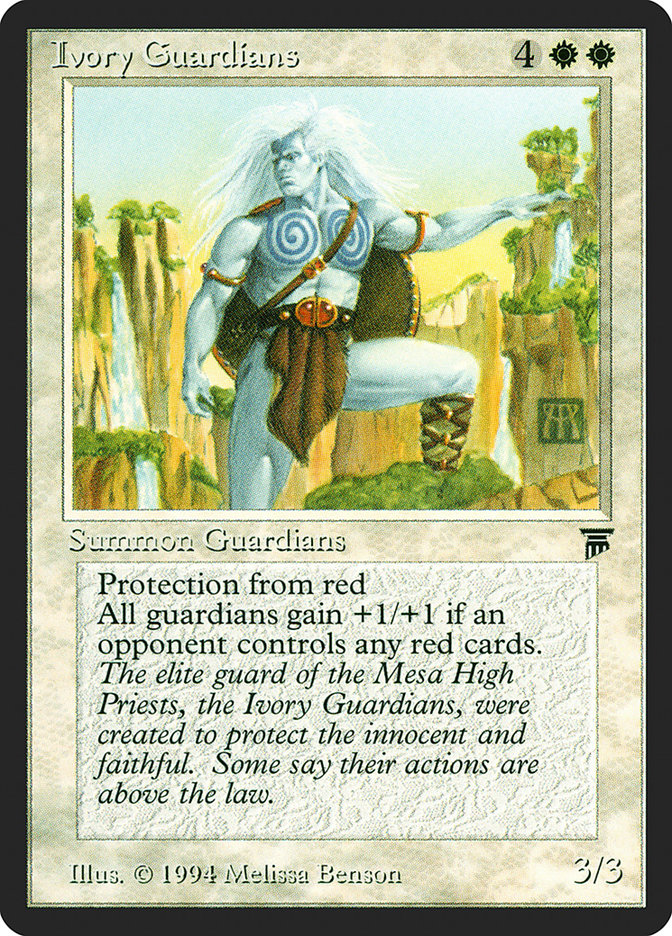 Ivory Guardians 4
Summon Guardians
Protection from red
All guardians gain +1/+1 if an
opponent controls any red cards.
The elite guard of the Mesa High
Priests, the Ivory Guardians, were
created to protect the innocent and
faithful. Some say their actions are
above the law.
Illus. © 1994 Melissa Benson 3/3